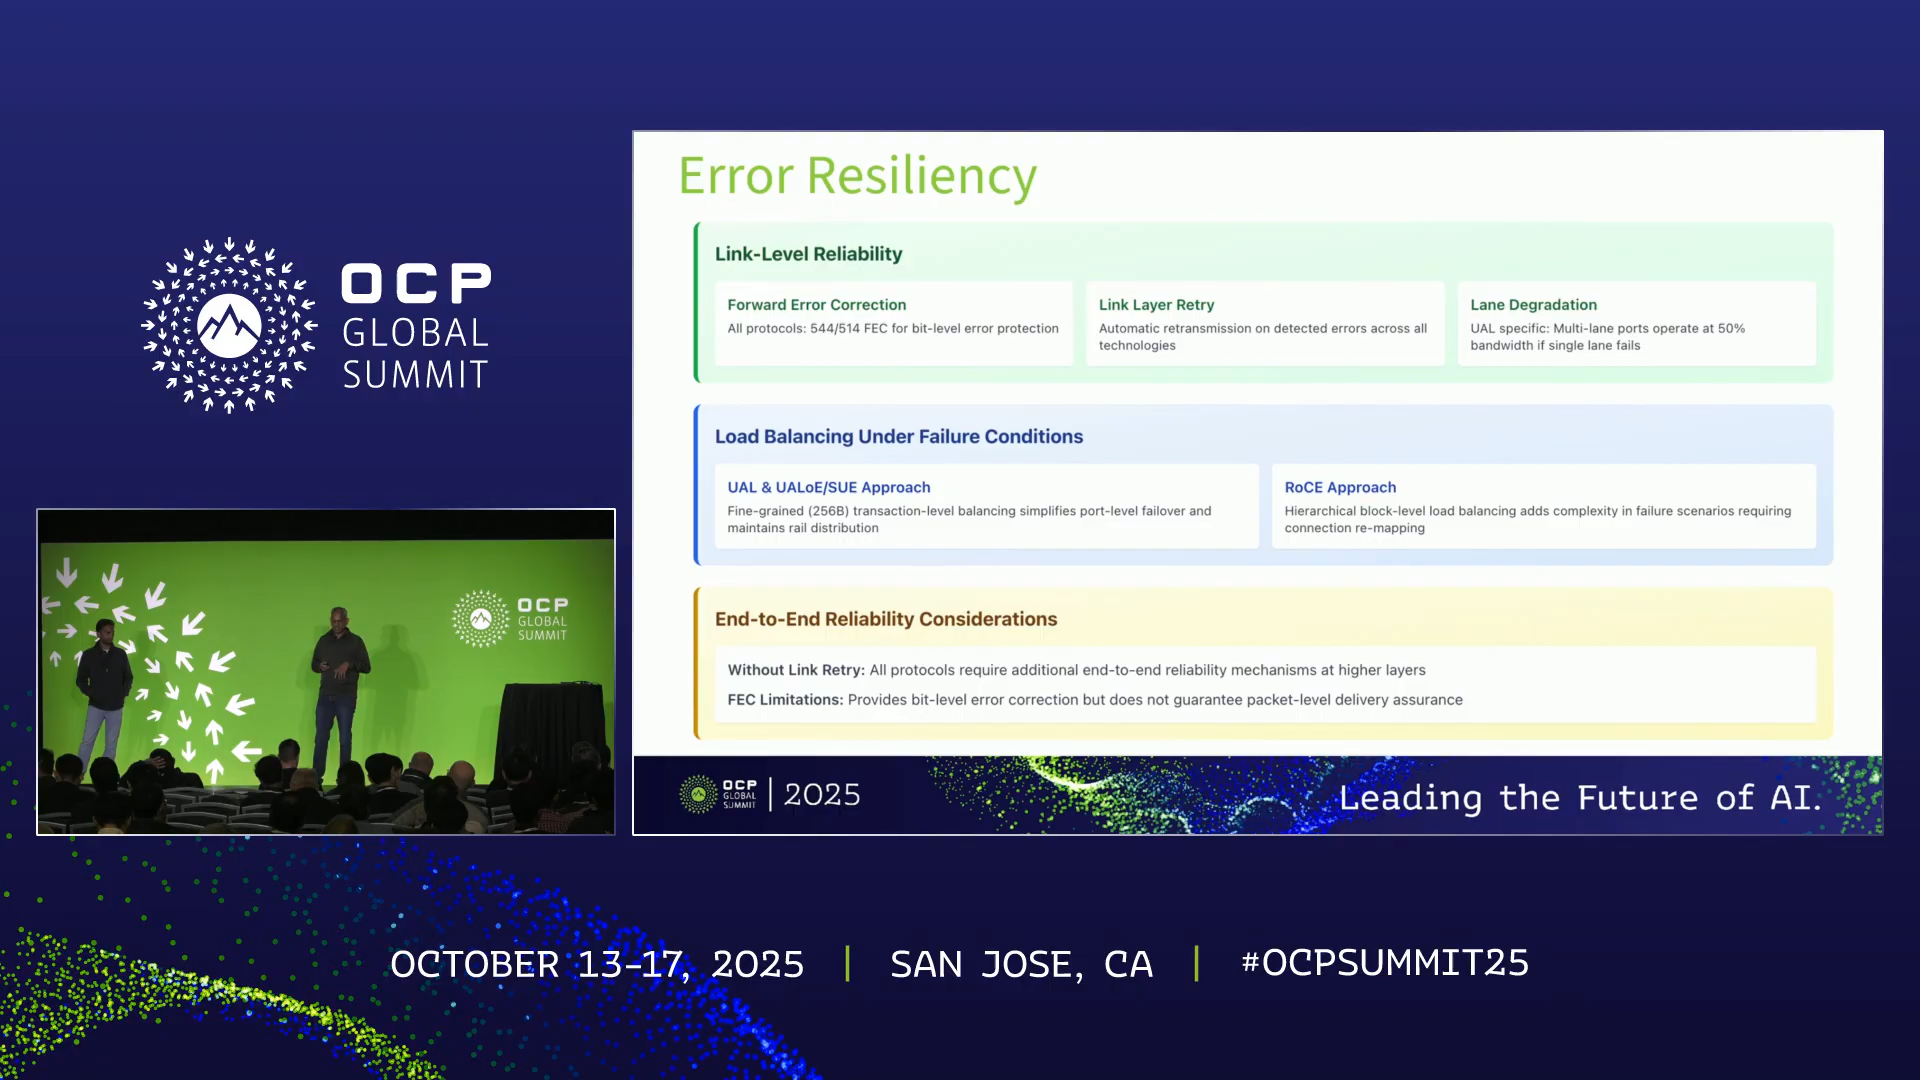 OCP
GLOBAL
SUMMIT
Error Resiliency
Link-Level Reliability
Forward Error Correction
All protocols: 544/514 FEC for bit-level error protection
Link Layer Retry
Automatic retransmission on detected errors across all
technologies
Lane Degradation
UAL specific: Multi-lane ports operate at 50%
bandwidth if single lane fails
Load Balancing Under Failure Conditions
UAL & UALoE/SUE Approach
Fine-grained (256B) transaction-level balancing simplifies port-level failover and
maintains rail distribution
RoCE Approach
Hierarchical block-level load balancing adds complexity in failure scenarios requiring
connection re-mapping
End-to-End Reliability Considerations
Without Link Retry: All protocols require additional end-to-end reliability mechanisms at higher layers
FEC Limitations: Provides bit-level error correction but does not guarantee packet-level delivery assurance
OCP
GLOBAL
SUMMIT
2025
Leading the Future of AI.
OCP
GLOBAL
SUMMIT
OCTOBER 13-17, 2025 | SAN JOSE, CA | #OCPSUMMIT25